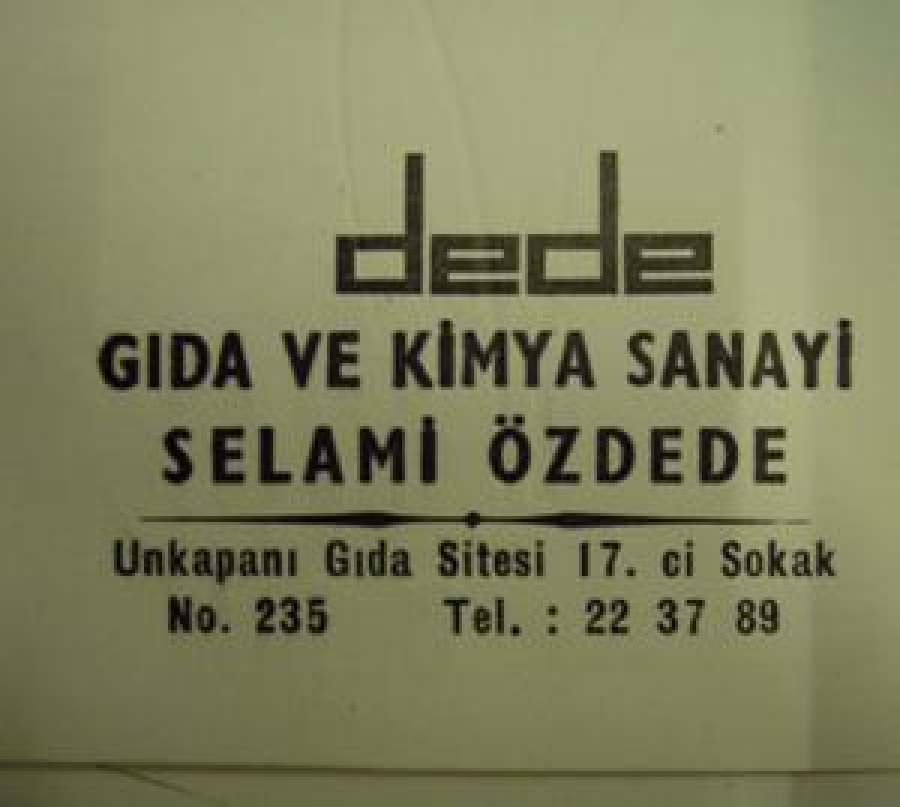 dede
GIDA VE KİMYA SANAYİ
SELAMİ ÖZDEDE
Unkapanı Gıda Sitesi 17. ci Sokak
No. 235 Tel. : 22 37 89